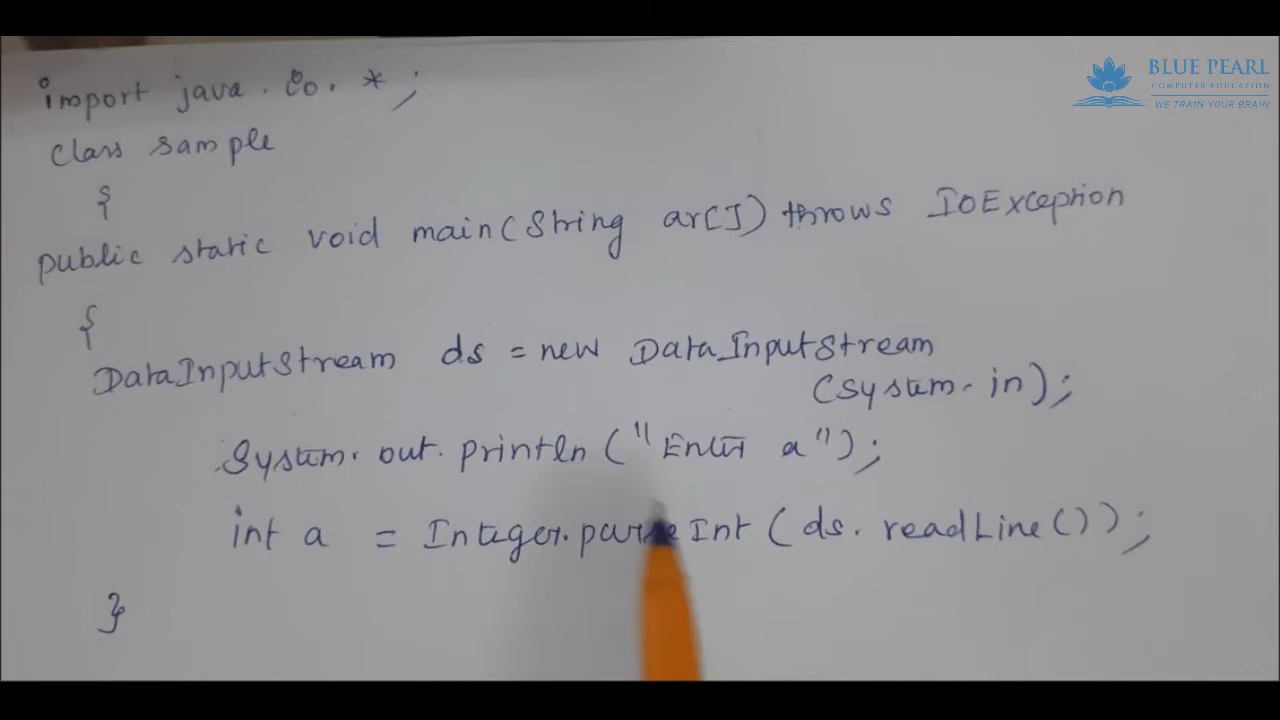 import java.io.*;
class sample
{
public static void main(String ar[]) throws IOException
{
DataInputStream ds = new DataInputStream
(System.in);
System.out.println("Enter a");
int a = Integer.parseInt(ds.readLine());
}
BLUE PEARL
COMPUTER EDUCATION
WE TRAIN YOUR BRAIN